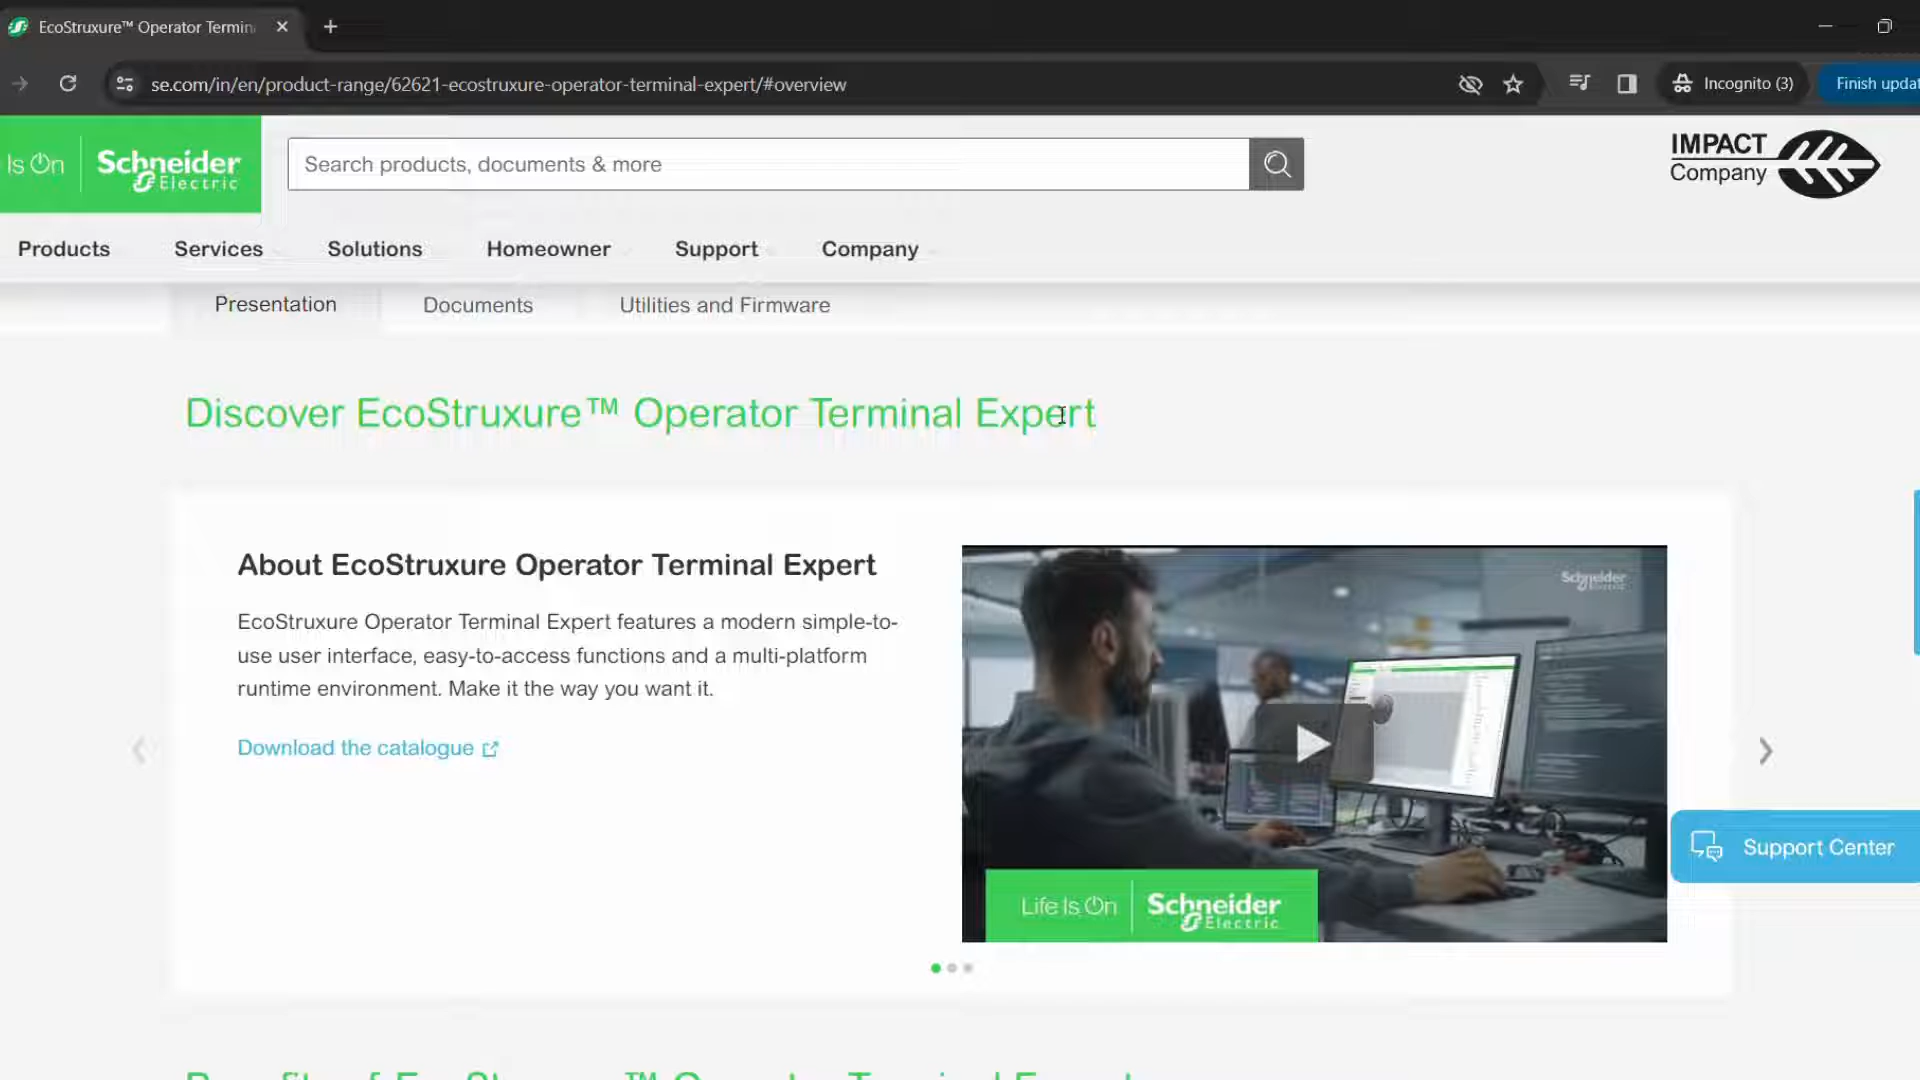 EcoStruxure™ Operator Termin
se.com/in/en/product-range/62621-ecostruxure-operator-terminal-expert/#overview
Incognito (3)
Finish updat
Is On
Schneider
Electric
Search products, documents & more
IMPACT
Company
Products
Services
Solutions
Homeowner
Support
Company
Presentation
Documents
Utilities and Firmware
Discover EcoStruxure™ Operator Terminal Expert
About EcoStruxure Operator Terminal Expert
EcoStruxure Operator Terminal Expert features a modern simple-to-
use user interface, easy-to-access functions and a multi-platform
runtime environment. Make it the way you want it.
Download the catalogue
Schneider
Electric
Life Is On
Schneider
Electric
Support Center